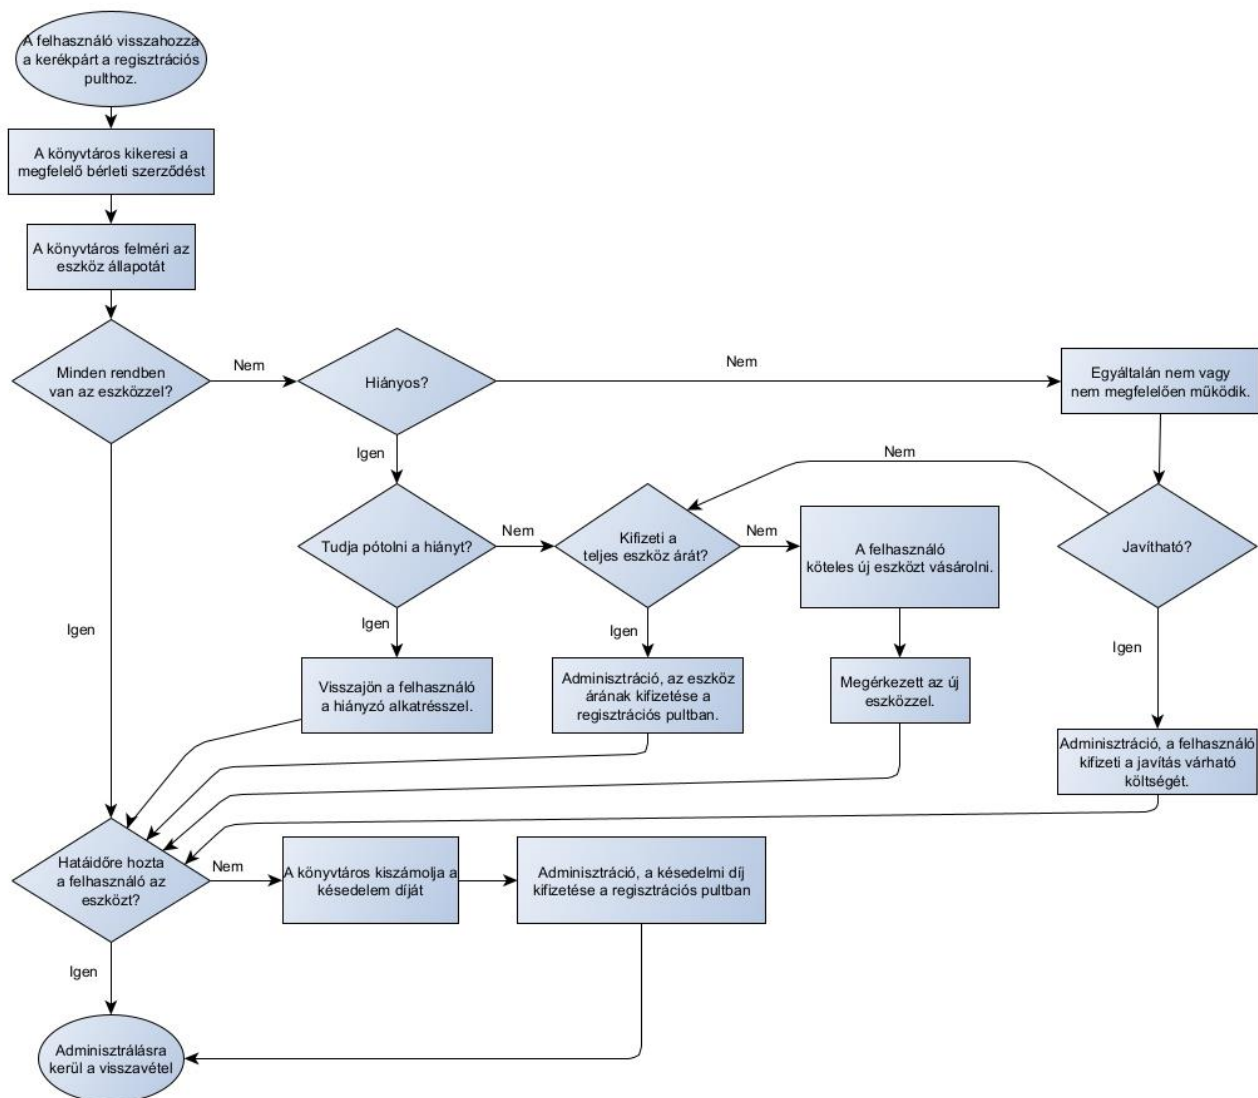 A felhasználó visszahozza
a kerékpárt a regisztrációs
pulthoz.
A könyvtáros kikeresi a
megfelelő bérleti szerződést
A könyvtáros felméri az
eszköz állapotát
Minden rendben
van az eszközzel?
Nem
Hiányos?
Nem
Egyáltalán nem vagy
nem megfelelően működik.
Igen
Nem
Tudja pótolni a hiányt?
Nem
Kifizeti a
teljes eszköz árát?
Nem
A felhasználó
köteles új eszközt vásárolni.
Javítható?
Igen
Igen
Igen
Igen
Visszajön a felhasználó
a hiányzó alkatrésszel.
Adminisztráció, az eszköz
árának kifizetése a
regisztrációs pultban.
Megérkezett az új
eszközzel.
Adminisztráció, a felhasználó
kifizeti a javítás várható
költségét.
Hatáidőre hozta
a felhasználó az
eszközt?
Nem
A könyvtáros kiszámolja a
késedelem díját
Adminisztráció, a késedelmi díj
kifizetése a regisztrációs pultban
Igen
Adminisztrálásra
kerül a visszavétel